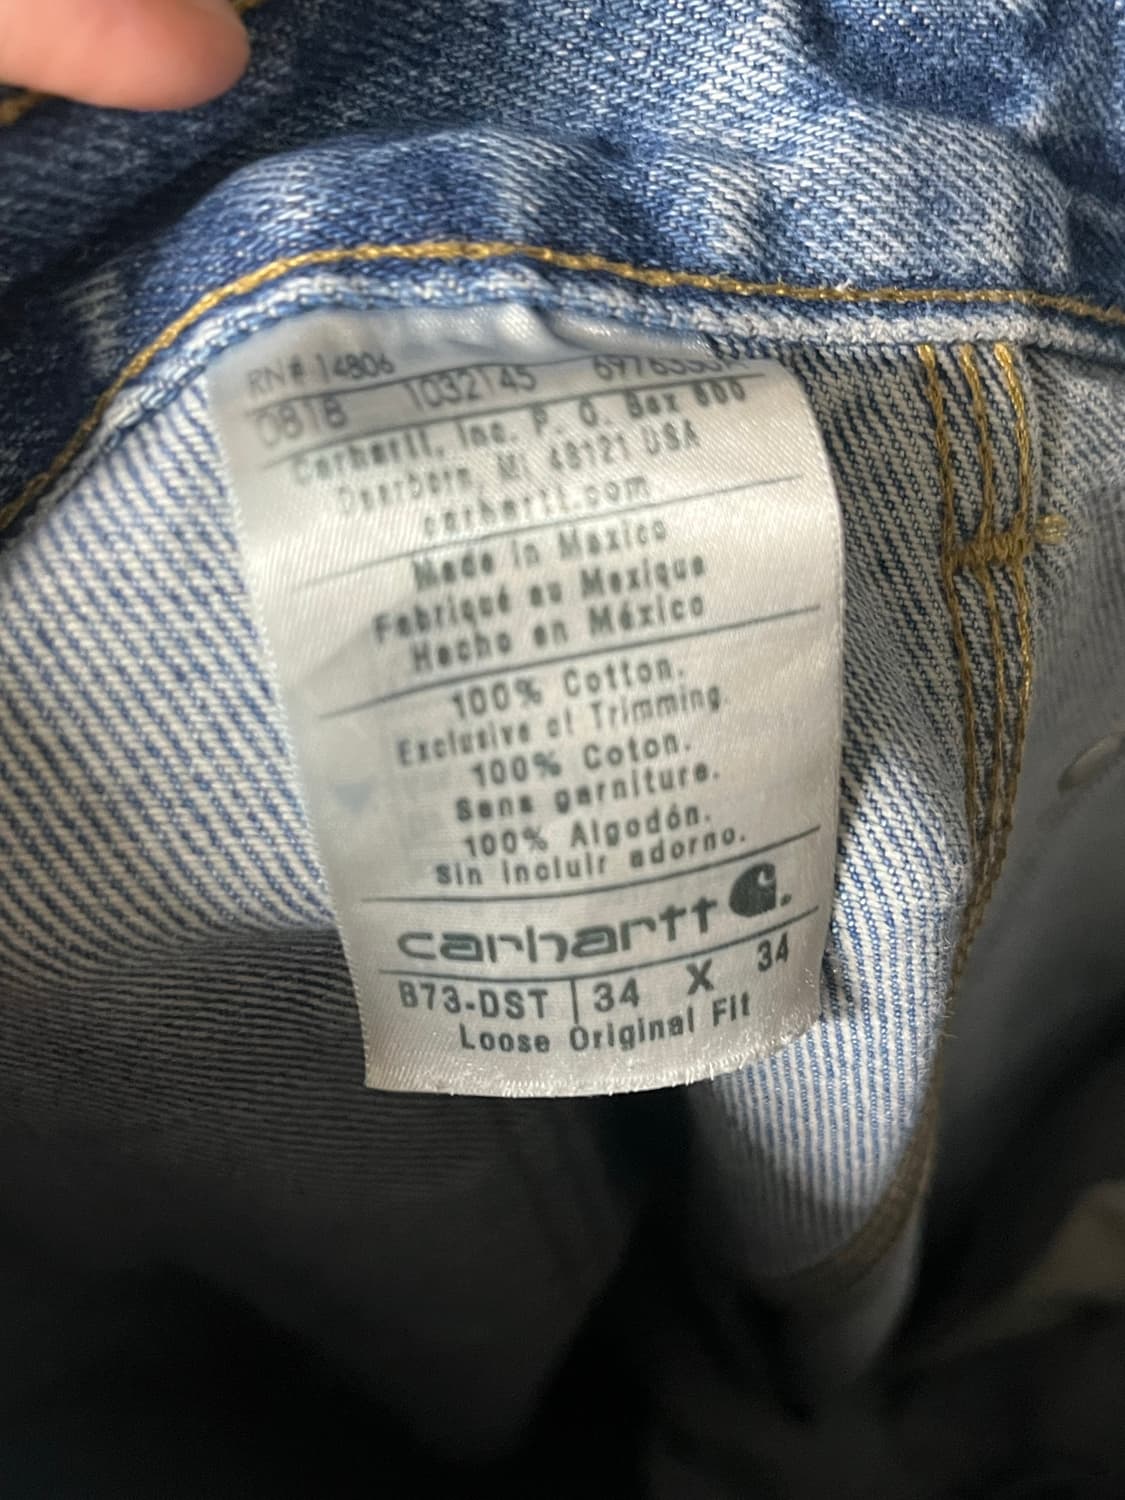 RN# 14806
0818 1032145
Carhartt, Inc. P. O. Box 600
Dearborn, MI 48121 USA
carhartt.com
Made in Mexico
Fabriqué au Mexique
Hecho en México
100% Cotton.
Exclusive of Trimming.
100% Coton.
Sans garniture.
100% Algodón.
Sin incluir adorno.
carhartt
B73-DST | 34 X 34
Loose Original Fit